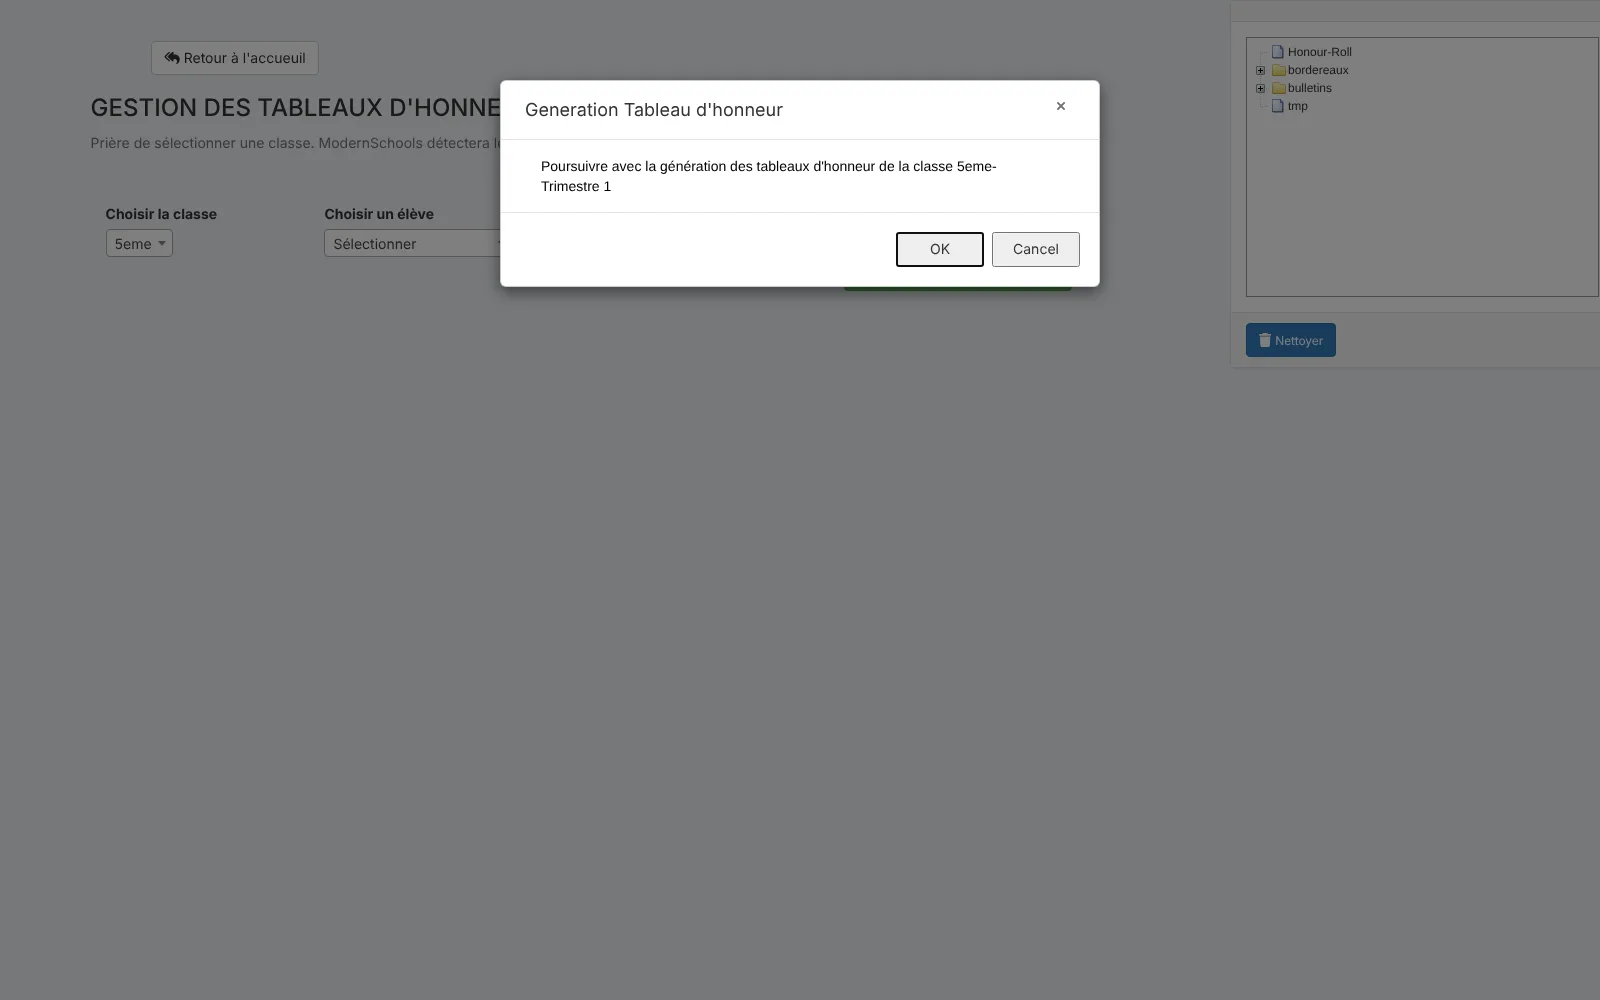 Retour à l'accueuil
GESTION DES TABLEAUX D'HONNE
Prière de sélectionner une classe. ModernSchools détectera
Choisir la classe
Choisir un élève
5eme
Sélectionner
Generation Tableau d'honneur
×
Poursuivre avec la génération des tableaux d'honneur de la classe 5eme-
Trimestre 1
OK
Cancel
Honour-Roll
bordereaux
bulletins
tmp
Nettoyer